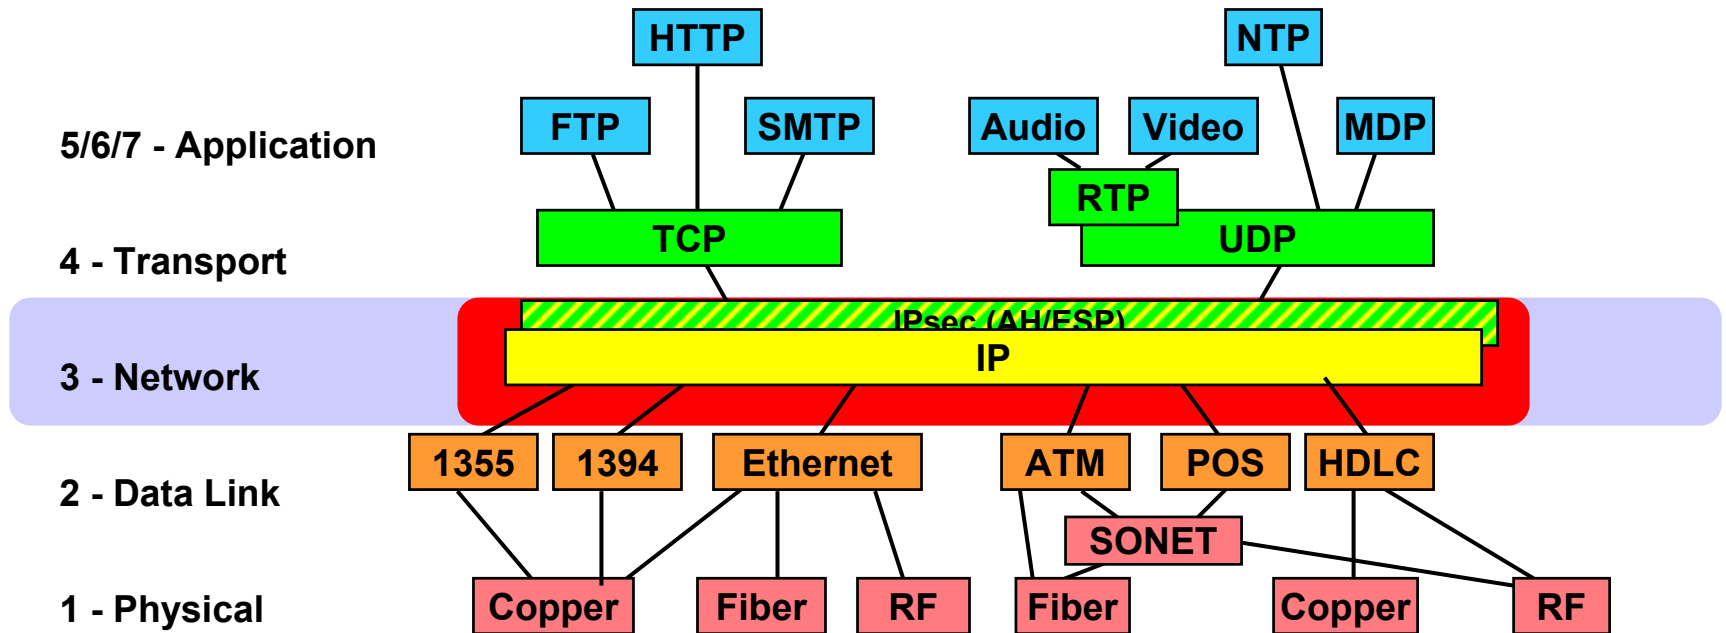 HTTP
NTP
FTP
SMTP
Audio
Video
MDP
5/6/7 - Application
RTP
TCP
UDP
4 - Transport
IPsec (AH/ESP)
IP
3 - Network
1355
1394
Ethernet
ATM
POS
HDLC
2 - Data Link
SONET
1 - Physical
Copper
Fiber
RF
Fiber
Copper
RF